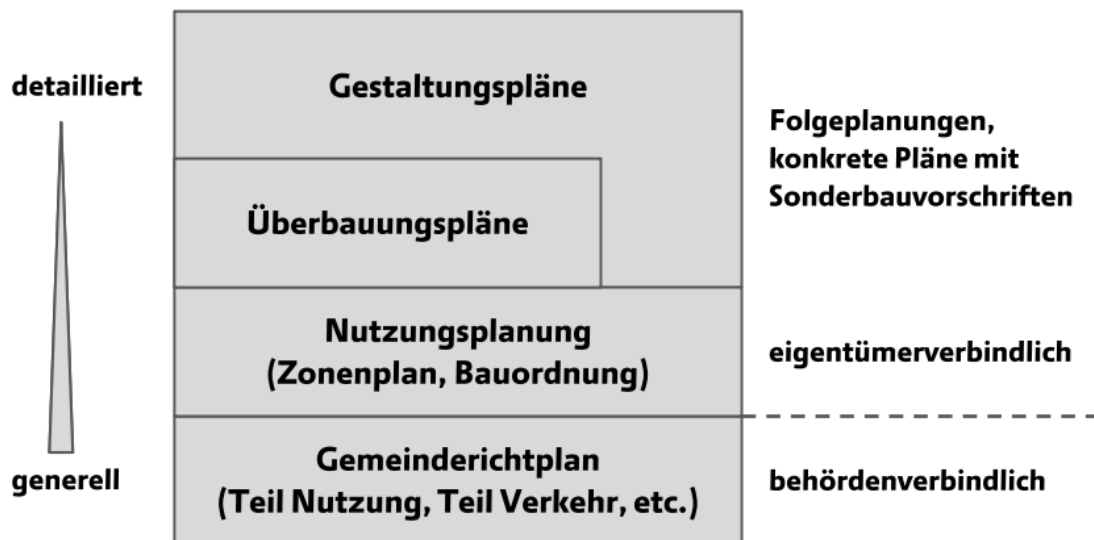 detailliert
Gestaltungspläne
Folgeplanungen,
konkrete Pläne mit
Sonderbauvorschriften
Überbauungspläne
Nutzungsplanung
(Zonenplan, Bauordnung)
eigentümerverbindlich
generell
Gemeinderichtplan
(Teil Nutzung, Teil Verkehr, etc.)
behördenverbindlich